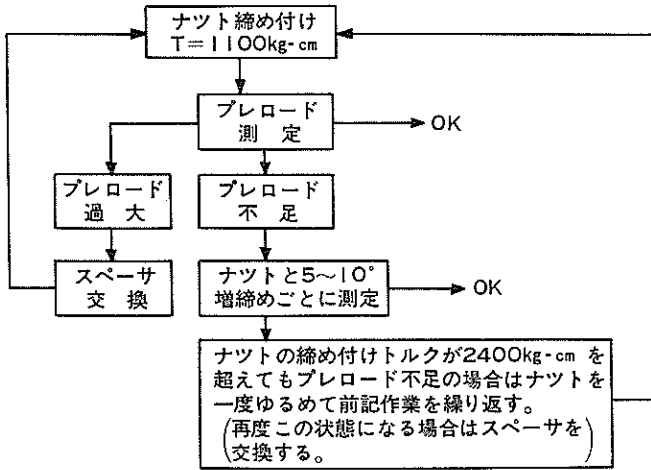 ナツト締め付け
T=1100kg-cm
プレロード
測 定
OK
プレロード
過 大
プレロード
不 足
スペーサ
交 換
ナツトと5〜10°
増締めごとに測定
OK
ナツトの締め付けトルクが2400kg-cm を
超えてもプレロード不足の場合はナツトを
一度ゆるめて前記作業を繰り返す。
(再度この状態になる場合はスペーサを
交換する。)